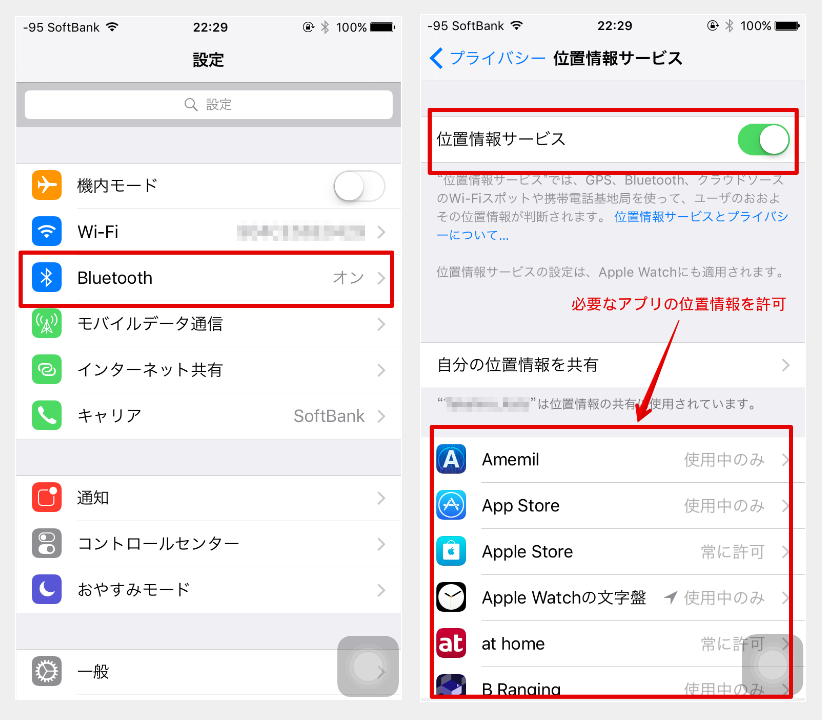 -95 SoftBank 22:29 100%
設定
設定
機内モード
Wi-Fi
Bluetooth オン
モバイルデータ通信
インターネット共有
キャリア SoftBank
通知
コントロールセンター
おやすみモード
一般
-95 SoftBank 22:29 100%
プライバシー 位置情報サービス
位置情報サービス
“位置情報サービス”では、GPS、Bluetooth、クラウドソース
のWi-Fiスポットや携帯電話基地局を使って、ユーザのおおよ
その位置情報が判断されます。位置情報サービスとプライバシ
ーについて...
位置情報サービスの設定は、Apple Watchにも適用されます。
必要なアプリの位置情報を許可
自分の位置情報を共有
“ ”は位置情報の共有に使用されています。
Amemil 使用中のみ
App Store 使用中のみ
Apple Store 常に許可
Apple Watchの文字盤 使用中のみ
at at home 常に許可
B Ranging 使用中のみ